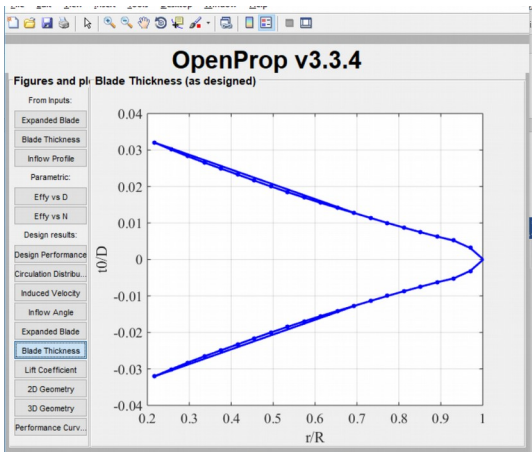 OpenProp v3.3.4
Figures and pl
Blade Thickness (as designed)
From Inputs:
Expanded Blade
Blade Thickness
Inflow Profile
Parametric:
Effy vs D
Effy vs N
Design results:
Design Performance
Circulation Distribu...
Induced Velocity
Inflow Angle
Expanded Blade
Blade Thickness
Lift Coefficient
2D Geometry
3D Geometry
Performance Curv...
t0/D
0.04
0.03
0.02
0.01
0
-0.01
-0.02
-0.03
-0.04
0.2 0.3 0.4 0.5 0.6 0.7 0.8 0.9 1
r/R